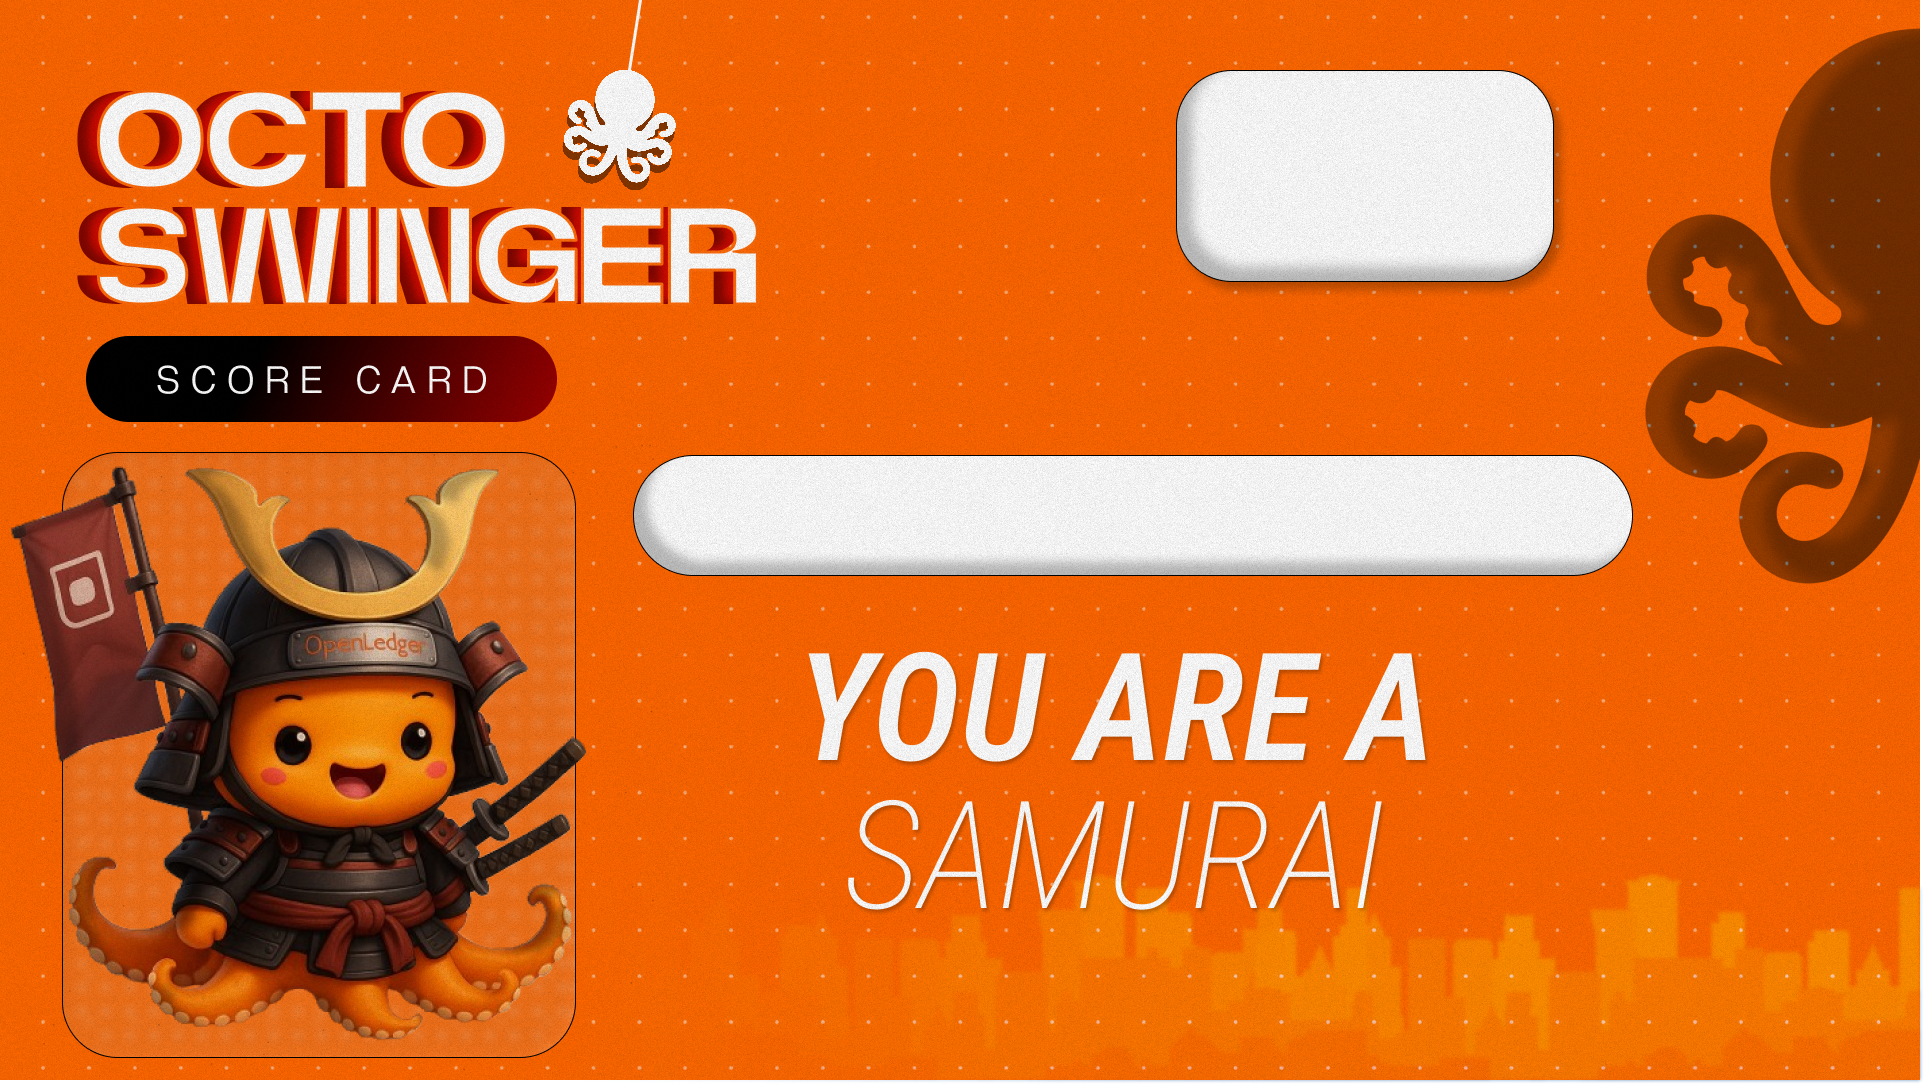 OCTO
SWINGER
SCORE CARD
OpenLedger
YOU ARE A
SAMURAI